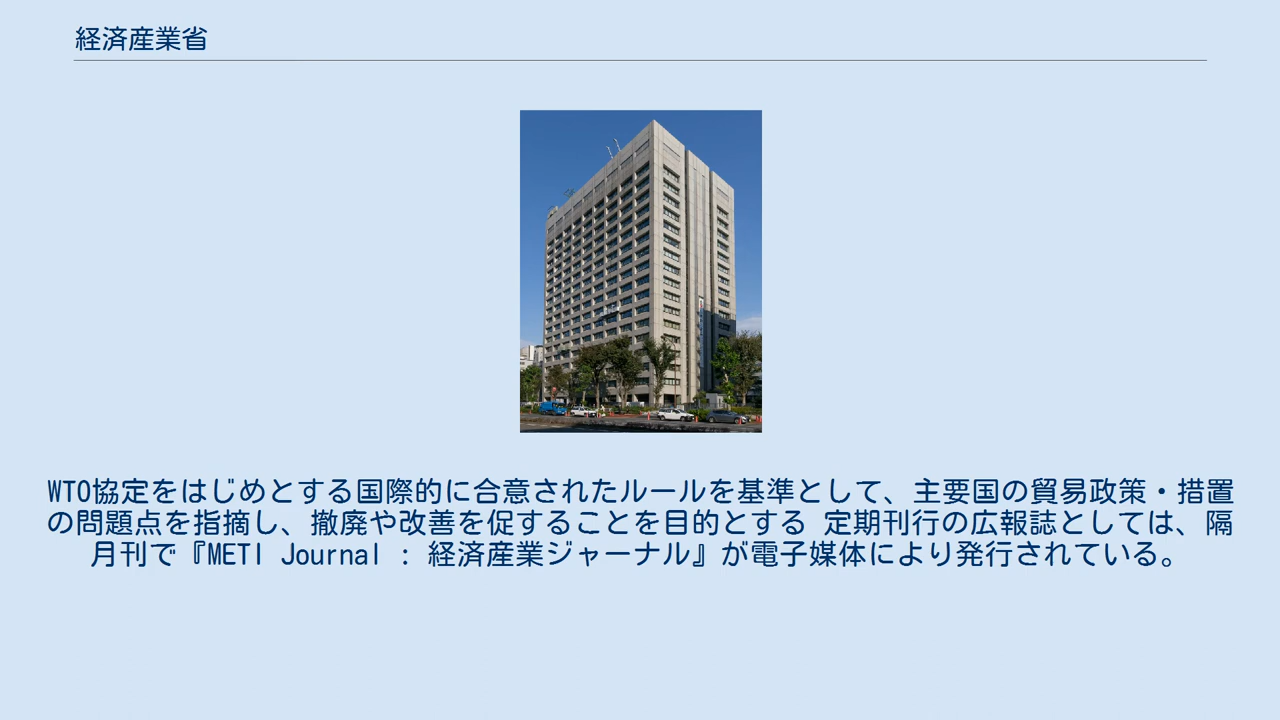 経済産業省
WTO協定をはじめとする国際的に合意されたルールを基準として、主要国の貿易政策・措置
の問題点を指摘し、撤廃や改善を促することを目的とする 定期刊行の広報誌としては、隔
月刊で『METI Journal : 経済産業ジャーナル』が電子媒体により発行されている。